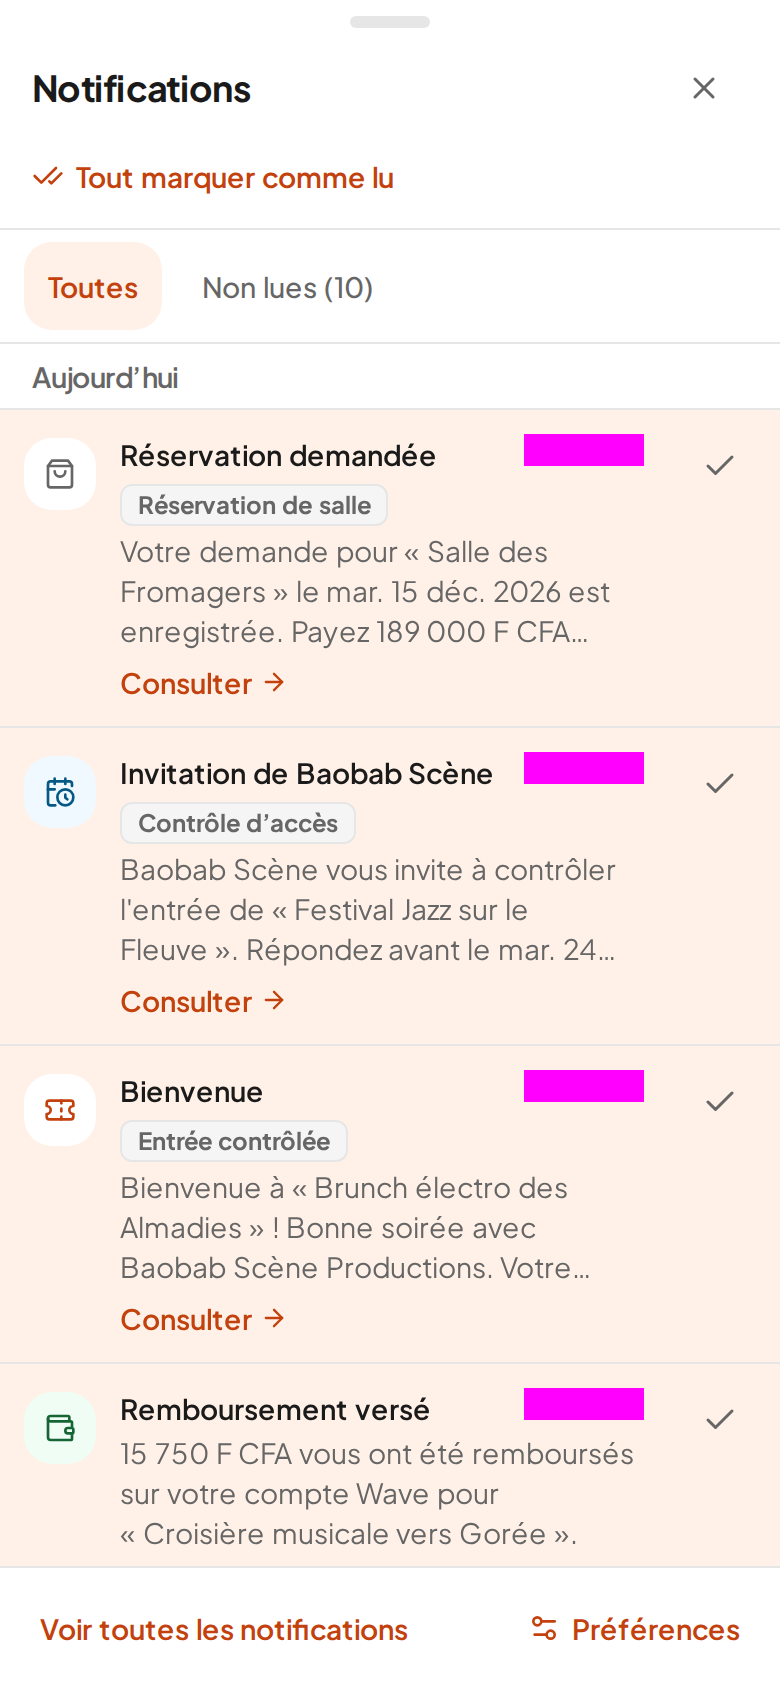 Notifications
Tout marquer comme lu
Toutes
Non lues (10)
Aujourd’hui
Réservation demandée
Réservation de salle
Votre demande pour « Salle des
Fromagers » le mar. 15 déc. 2026 est
enregistrée. Payez 189 000 F CFA…
Consulter
Invitation de Baobab Scène
Contrôle d’accès
Baobab Scène vous invite à contrôler
l'entrée de « Festival Jazz sur le
Fleuve ». Répondez avant le mar. 24…
Consulter
Bienvenue
Entrée contrôlée
Bienvenue à « Brunch électro des
Almadies » ! Bonne soirée avec
Baobab Scène Productions. Votre…
Consulter
Remboursement versé
15 750 F CFA vous ont été remboursés
sur votre compte Wave pour
« Croisière musicale vers Gorée ».
Voir toutes les notifications
Préférences